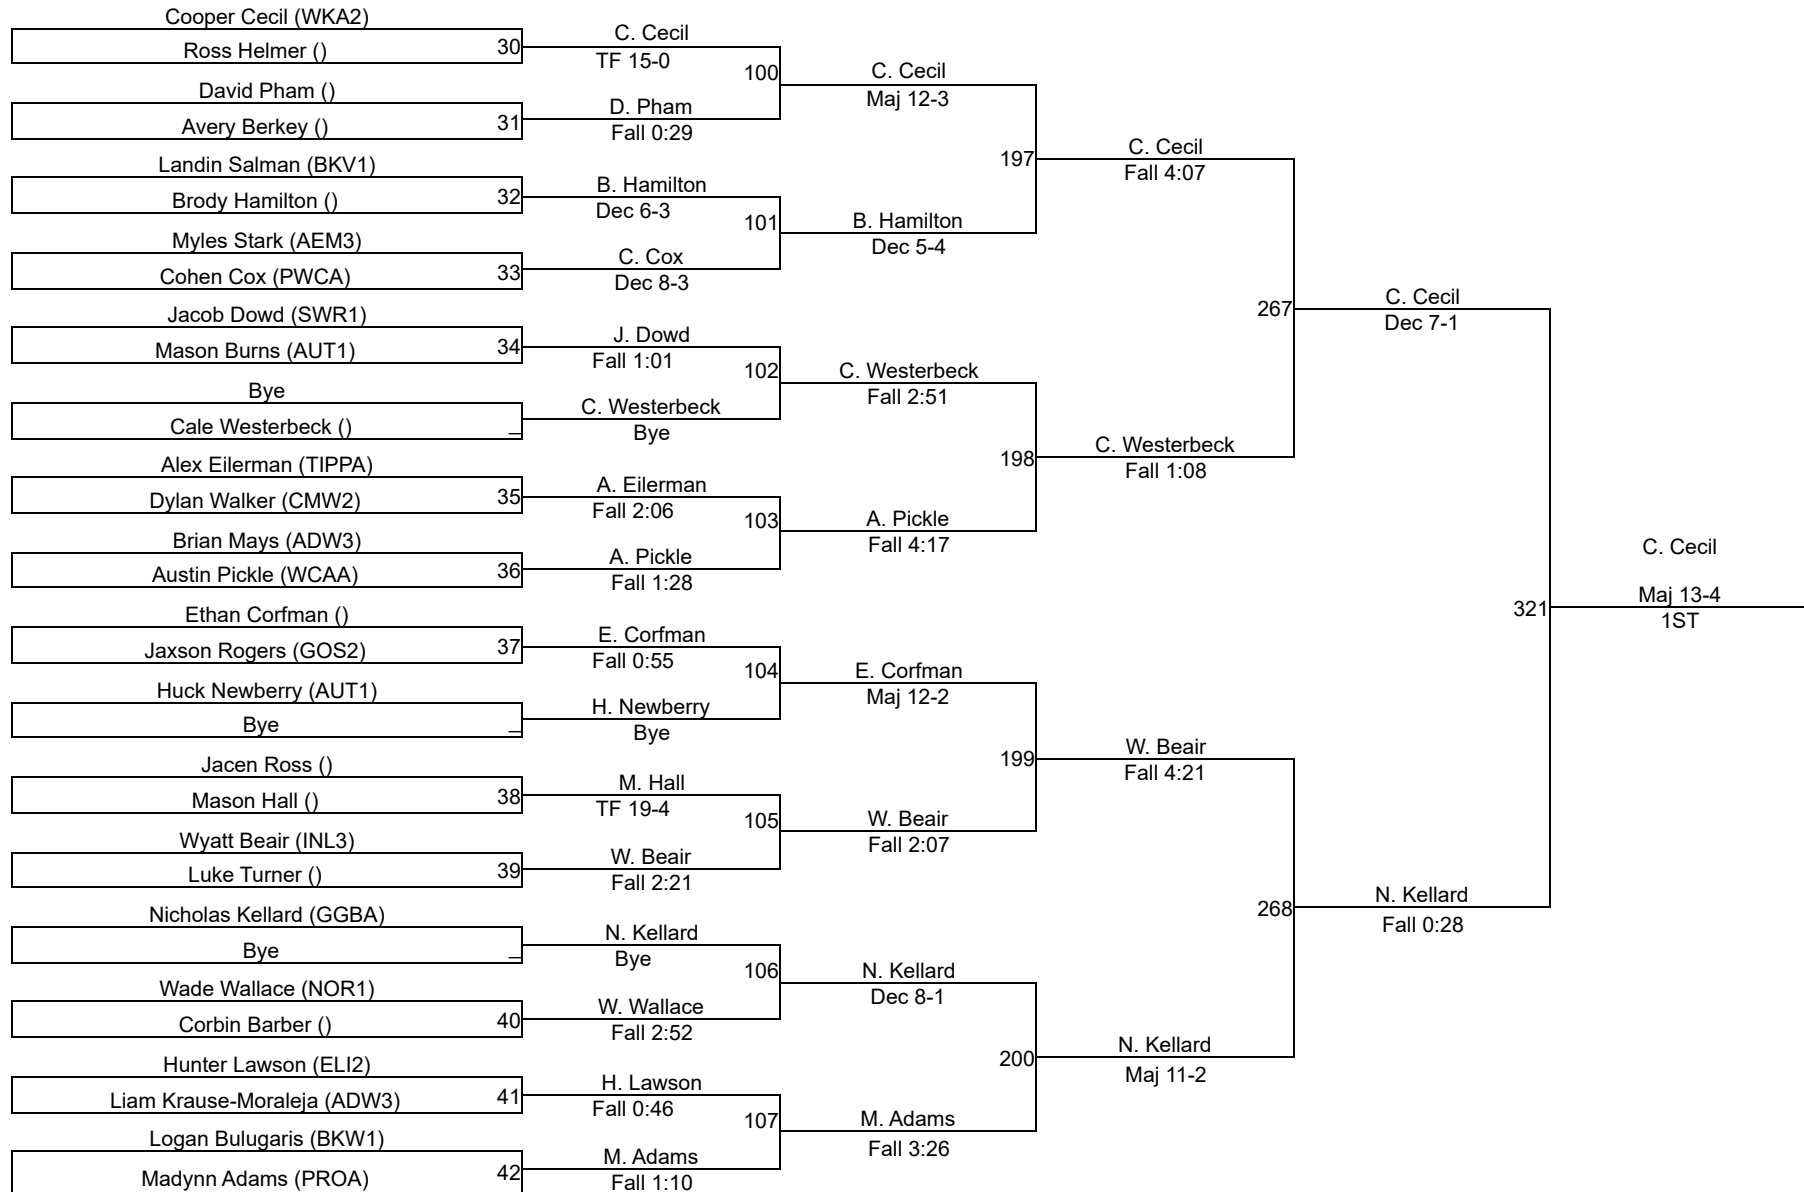 Cooper Cecil (WKA2)
Ross Helmer ()
30
David Pham ()
Avery Berkey ()
31
Landin Salman (BKV1)
Brody Hamilton ()
32
Myles Stark (AEM3)
Cohen Cox (PWCA)
33
Jacob Dowd (SWR1)
Mason Burns (AUT1)
34
Bye
Cale Westerbeck ()
_
Alex Eilerman (TIPPA)
Dylan Walker (CMW2)
35
Brian Mays (ADW3)
Austin Pickle (WCAA)
36
Ethan Corfman ()
Jaxson Rogers (GOS2)
37
Huck Newberry (AUT1)
Bye
_
Jacen Ross ()
Mason Hall ()
38
Wyatt Beair (INL3)
Luke Turner ()
39
Nicholas Kellard (GGBA)
Bye
_
Wade Wallace (NOR1)
Corbin Barber ()
40
Hunter Lawson (ELI2)
Liam Krause-Moraleja (ADW3)
41
Logan Bulugaris (BKW1)
Madynn Adams (PROA)
42
C. Cecil
TF 15-0
100
D. Pham
Fall 0:29
B. Hamilton
Dec 6-3
101
C. Cox
Dec 8-3
J. Dowd
Fall 1:01
102
C. Westerbeck
Bye
A. Eilerman
Fall 2:06
103
A. Pickle
Fall 1:28
E. Corfman
Fall 0:55
104
H. Newberry
Bye
M. Hall
TF 19-4
105
W. Beair
Fall 2:21
N. Kellard
Bye
106
W. Wallace
Fall 2:52
H. Lawson
Fall 0:46
107
M. Adams
Fall 1:10
C. Cecil
Maj 12-3
197
B. Hamilton
Dec 5-4
C. Westerbeck
Fall 2:51
198
A. Pickle
Fall 4:17
E. Corfman
Maj 12-2
199
W. Beair
Fall 2:07
N. Kellard
Dec 8-1
200
M. Adams
Fall 3:26
C. Cecil
Fall 4:07
267
C. Westerbeck
Fall 1:08
W. Beair
Fall 4:21
268
N. Kellard
Maj 11-2
C. Cecil
Dec 7-1
321
N. Kellard
Fall 0:28
C. Cecil
Maj 13-4
1ST